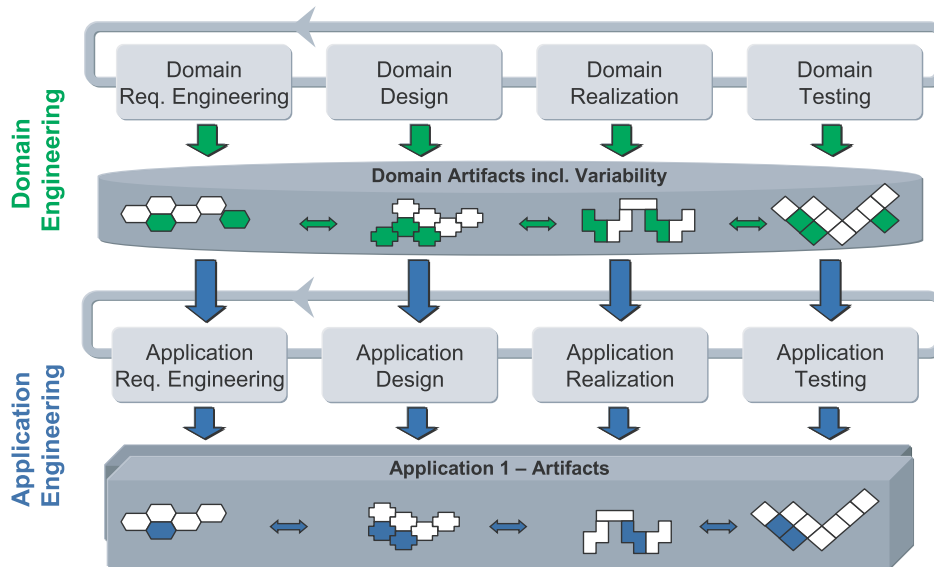 Domain
Engineering
Domain
Req. Engineering
Domain
Design
Domain
Realization
Domain
Testing
Domain Artifacts incl. Variability
Application
Engineering
Application
Req. Engineering
Application
Design
Application
Realization
Application
Testing
Application 1 – Artifacts